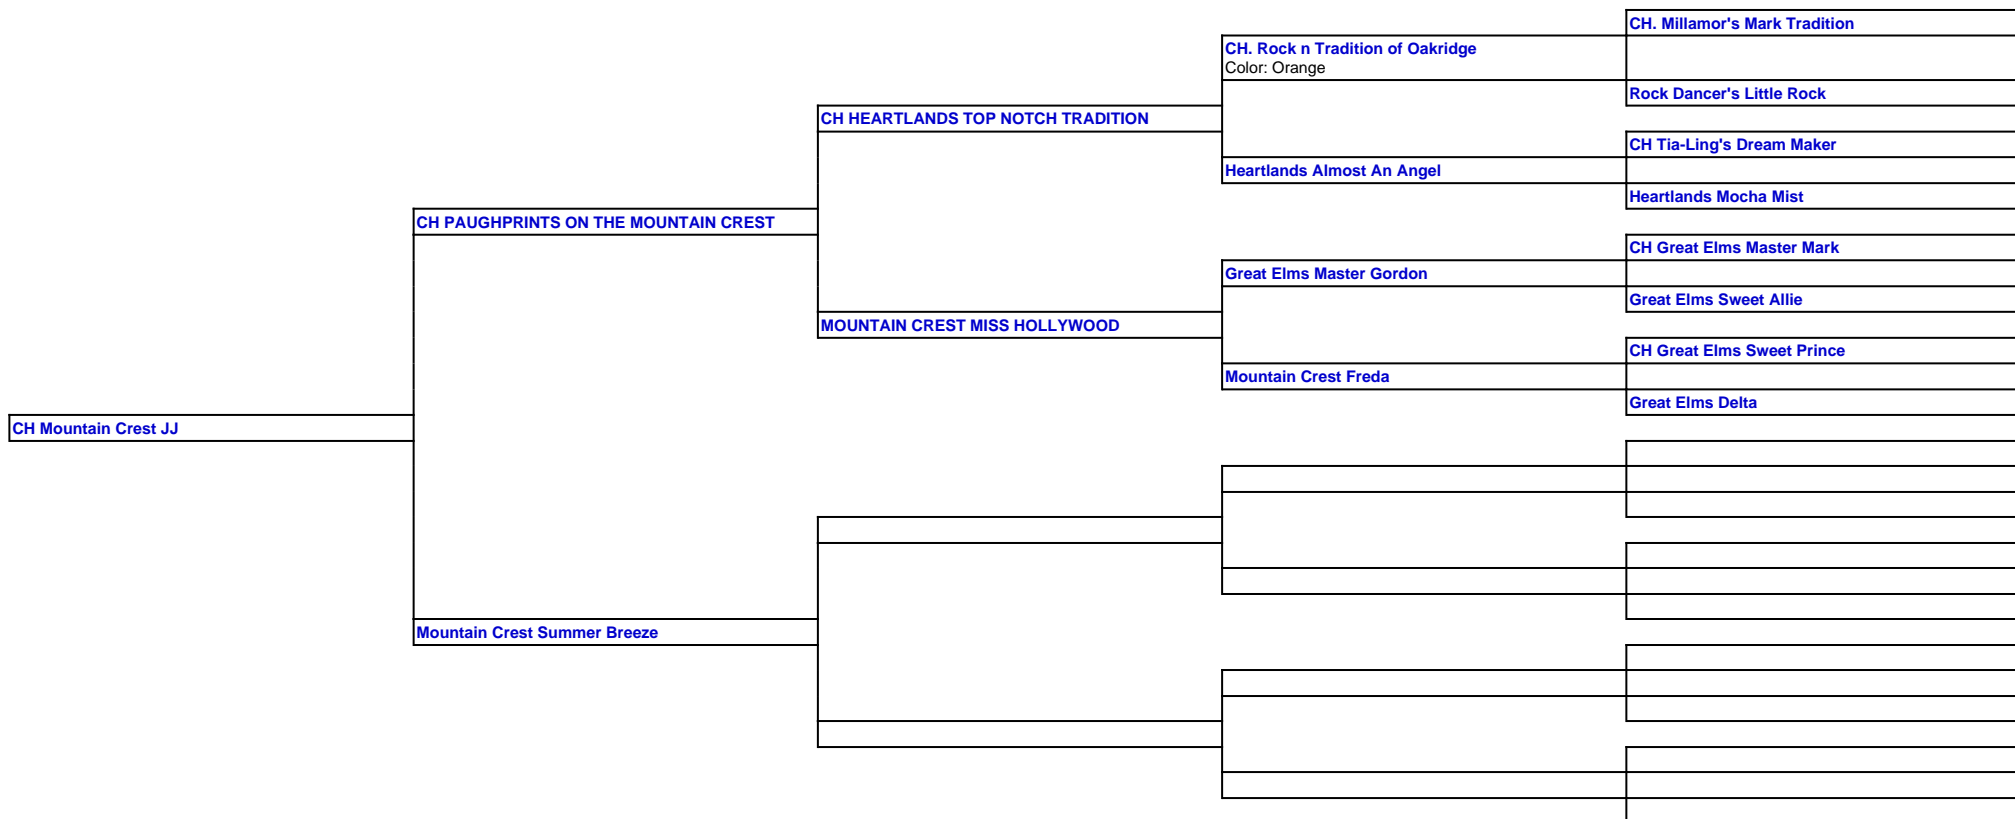 CH. Millamor's Mark Tradition
CH. Rock n Tradition of Oakridge
Color: Orange
Rock Dancer's Little Rock
CH HEARTLANDS TOP NOTCH TRADITION
CH Tia-Ling's Dream Maker
Heartlands Almost An Angel
Heartlands Mocha Mist
CH PAUGHPRINTS ON THE MOUNTAIN CREST
CH Great Elms Master Mark
Great Elms Master Gordon
Great Elms Sweet Allie
MOUNTAIN CREST MISS HOLLYWOOD
CH Great Elms Sweet Prince
Mountain Crest Freda
Great Elms Delta
CH Mountain Crest JJ
Mountain Crest Summer Breeze